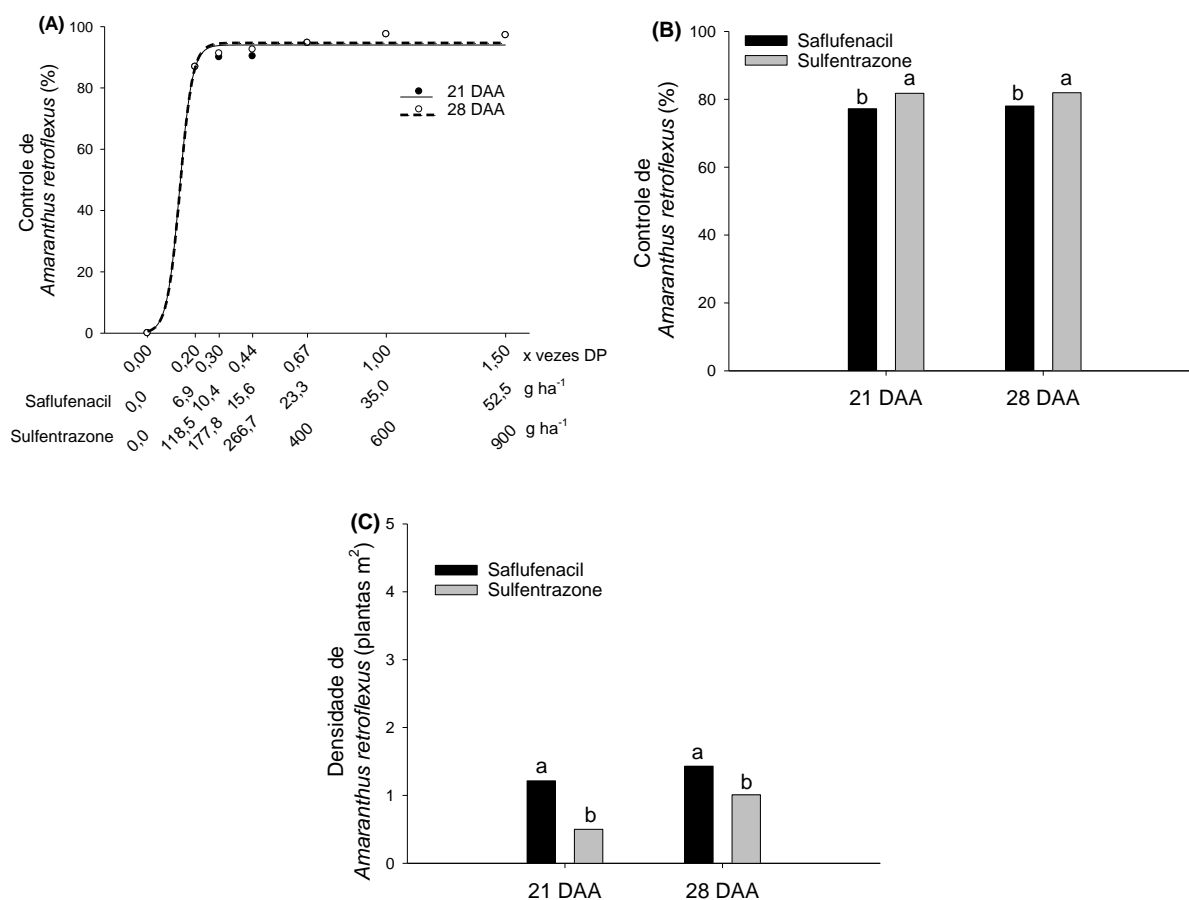 (A)
Controle de
Amaranthus retroflexus (%)
100
80
60
40
20
0
21 DAA
28 DAA
0,00 0,20 0,30 0,44 0,67 1,00 1,50 x vezes DP
Saflufenacil 0,0 6,9 10,4 15,6 23,3 35,0 52,5 g ha⁻¹
Sulfentrazone 0,0 118,5 177,8 266,7 400 600 900 g ha⁻¹
(B)
Controle de
Amaranthus retroflexus (%)
100
80
60
40
20
0
Saflufenacil
Sulfentrazone
b a b a
21 DAA 28 DAA
(C)
Densidade de
Amaranthus retroflexus (plantas m²)
5
4
3
2
1
0
Saflufenacil
Sulfentrazone
a b a b
21 DAA 28 DAA